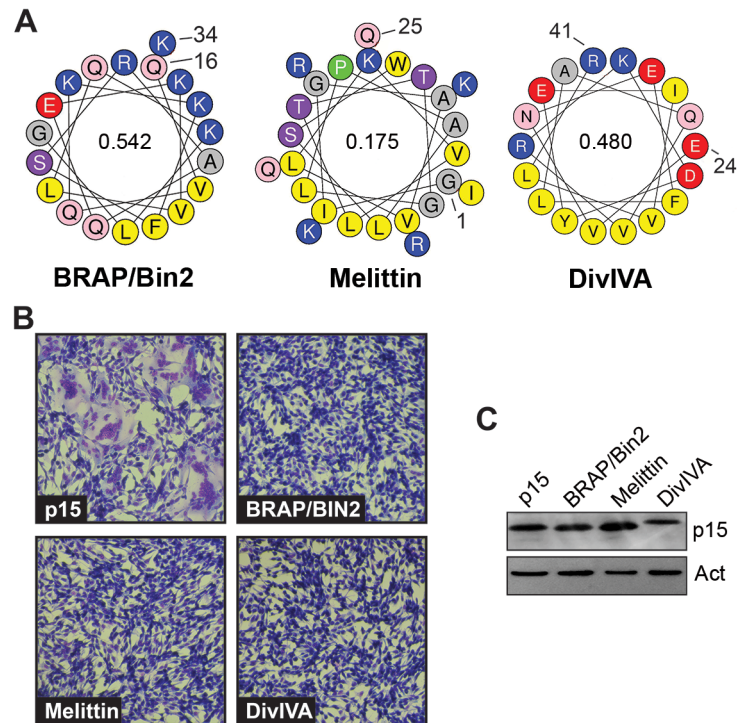 A
34
K
Q R Q 16
K K
E K
G K
S A
L V
Q Q L F V
0.542
BRAP/Bin2
25
Q
R G P K W T K
T A
S A
Q L V
L G I
K I L L V G R
1
0.175
Melittin
41
A R K E
E I
N Q
R E
24
L D
L F
Y V V V
0.480
DivIVA
B
p15
BRAP/BIN2
Melittin
DivIVA
C
p15
BRAP/Bin2
Melittin
DivIVA
p15
Act